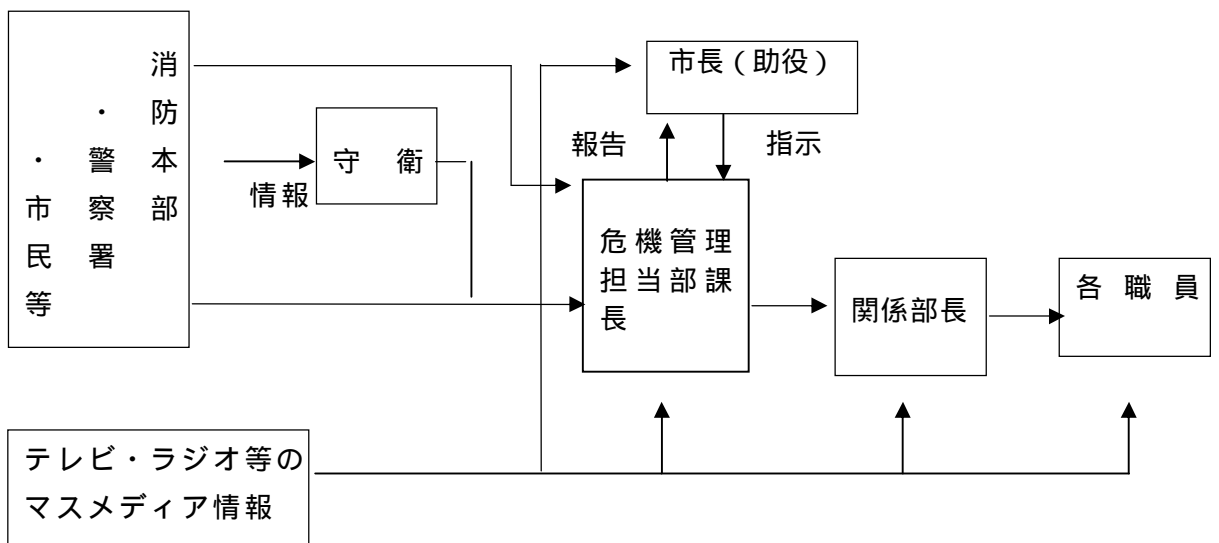 消防本部
・警察署
・市民等
情報
守衛
市長（助役）
報告
指示
危機管理
担当部課
長
関係部長
各職員
テレビ・ラジオ等の
マスメディア情報